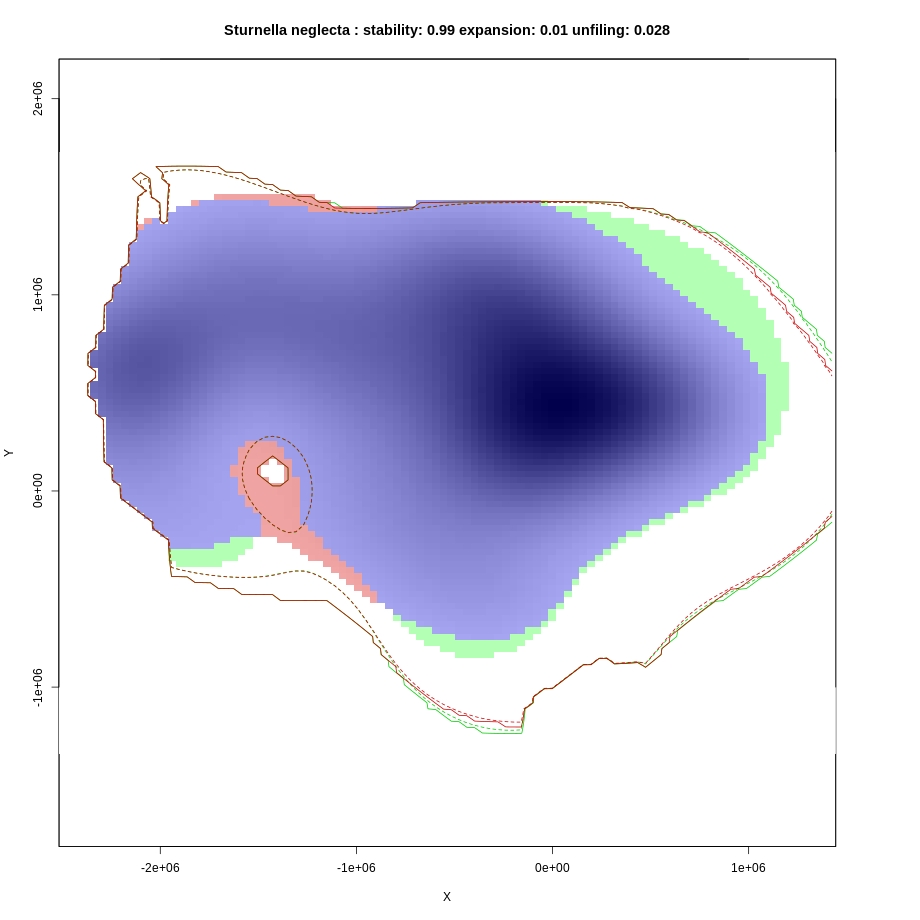 Sturnella neglecta : stability: 0.99 expansion: 0.01 unfiling: 0.028
2e+06
1e+06
0e+00
-1e+06
Y
-2e+06 -1e+06 0e+00 1e+06
X